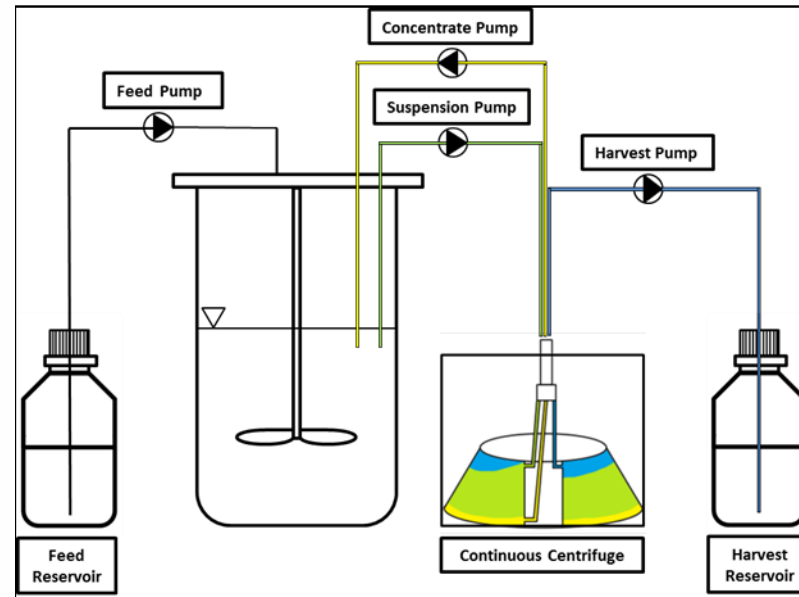 Concentrate Pump
Feed Pump
Suspension Pump
Harvest Pump
Feed
Reservoir
Continuous Centrifuge
Harvest
Reservoir